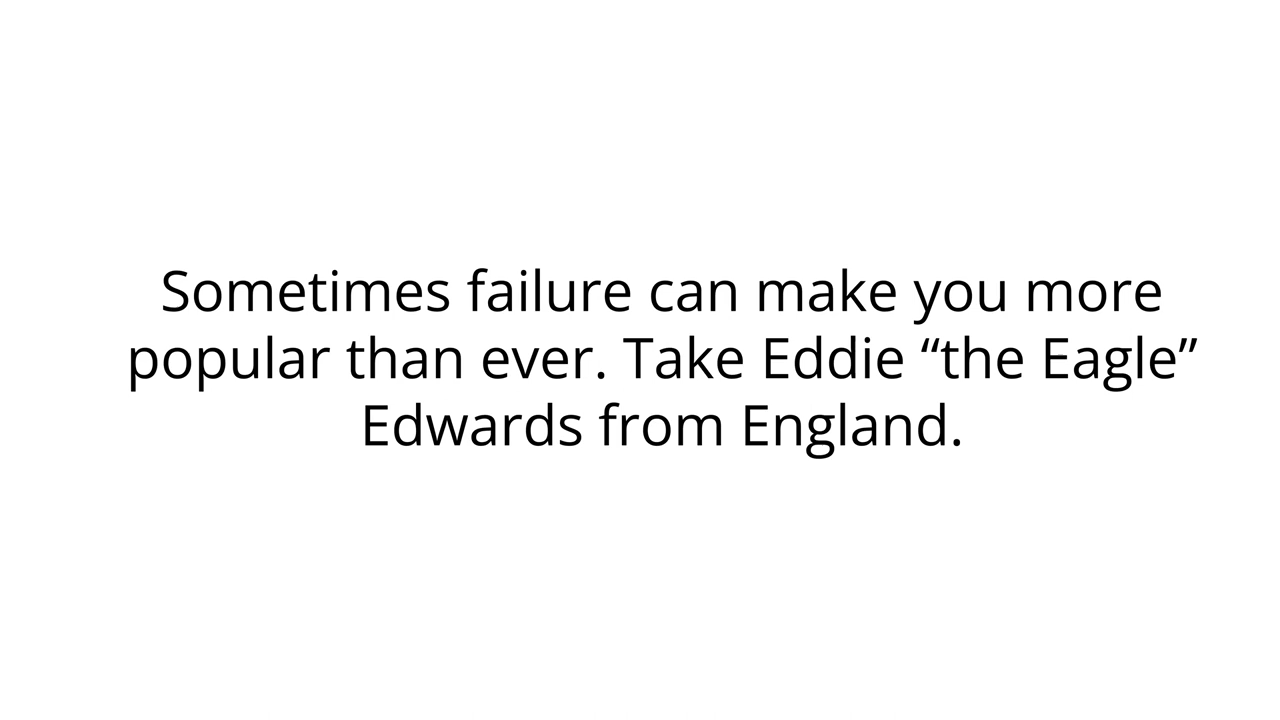 Sometimes failure can make you more
popular than ever. Take Eddie “the Eagle”
Edwards from England.